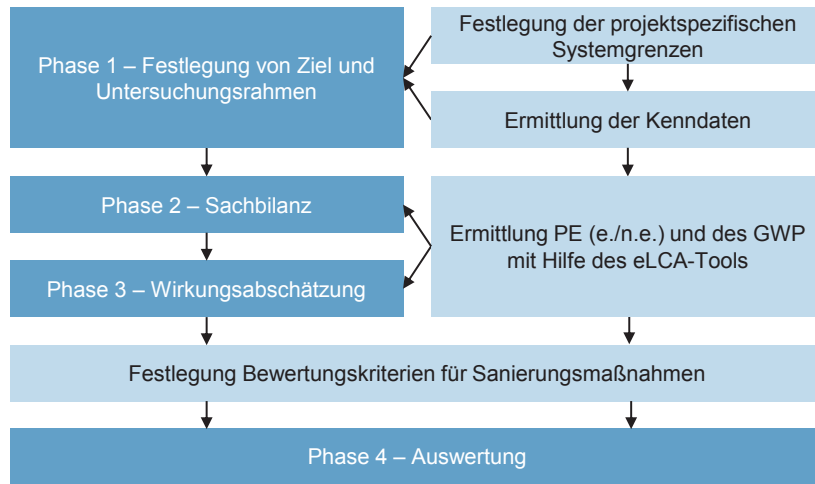 Phase 1 – Festlegung von Ziel und
Untersuchungsrahmen
Festlegung der projektspezifischen
Systemgrenzen
Ermittlung der Kenndaten
Phase 2 – Sachbilanz
Phase 3 – Wirkungsabschätzung
Ermittlung PE (e./n.e.) und des GWP
mit Hilfe des eLCA-Tools
Festlegung Bewertungskriterien für Sanierungsmaßnahmen
Phase 4 – Auswertung